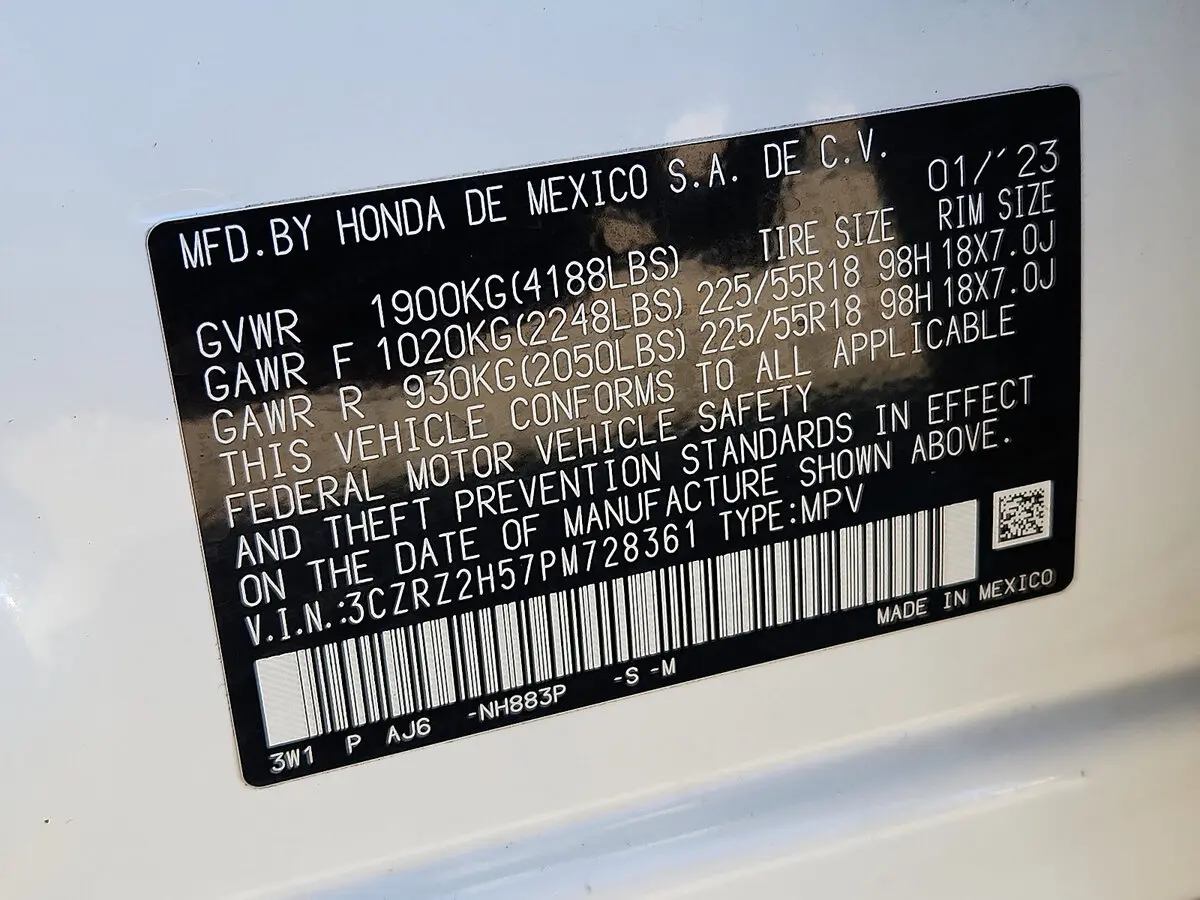 MFD.BY HONDA DE MEXICO S.A. DE C.V. 01/'23
TIRE SIZE RIM SIZE
GVWR 1900KG(4188LBS)
GAWR F 1020KG(2248LBS) 225/55R18 98H 18X7.0J
GAWR R 930KG(2050LBS) 225/55R18 98H 18X7.0J
THIS VEHICLE CONFORMS TO ALL APPLICABLE
FEDERAL MOTOR VEHICLE SAFETY
AND THEFT PREVENTION STANDARDS IN EFFECT
ON THE DATE OF MANUFACTURE SHOWN ABOVE.
V.I.N.:3CZRZ2H57PM728361 TYPE:MPV
MADE IN MEXICO
3W1 P AJ6 -NH883P -S -M